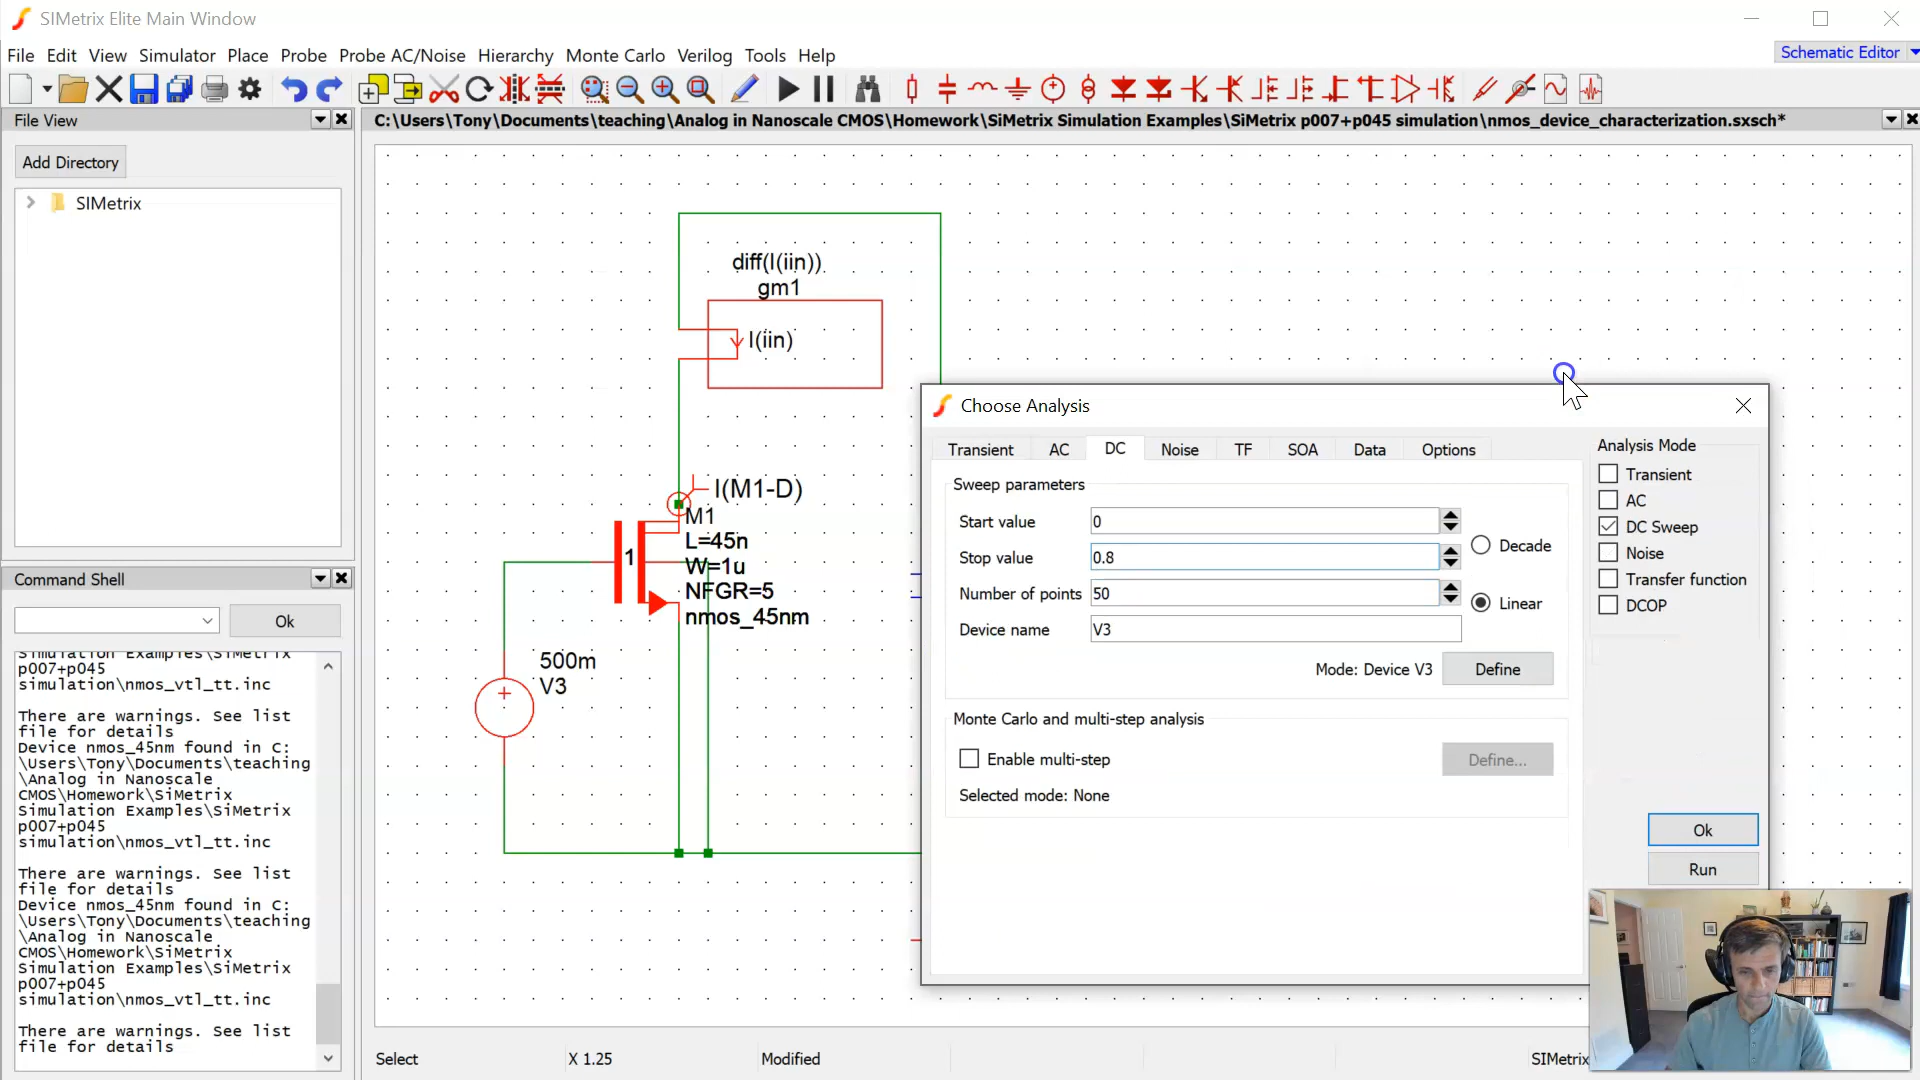 SIMetrix Elite Main Window
File Edit View Simulator Place Probe Probe AC/Noise Hierarchy Monte Carlo Verilog Tools Help
Schematic Editor
File View
C:\Users\Tony\Documents\teaching\Analog in Nanoscale CMOS\Homework\SiMetrix Simulation Examples\SiMetrix p007+p045 simulation\nmos_device_characterization.sxsch*
Add Directory
SIMetrix
Command Shell
Ok
Simulation Examples\SiMetrix
p007+p045
simulation\nmos_vtl_tt.inc
There are warnings. See list
file for details
Device nmos_45nm found in C:
\Users\Tony\Documents\teaching
\Analog in Nanoscale
CMOS\Homework\SiMetrix
Simulation Examples\SiMetrix
p007+p045
simulation\nmos_vtl_tt.inc
There are warnings. See list
file for details
Device nmos_45nm found in C:
\Users\Tony\Documents\teaching
\Analog in Nanoscale
CMOS\Homework\SiMetrix
Simulation Examples\SiMetrix
p007+p045
simulation\nmos_vtl_tt.inc
There are warnings. See list
file for details
diff(I(iin))
gm1
I(iin)
I(M1-D)
M1
L=45n
1
W=1u
NFGR=5
nmos_45nm
500m
V3
Choose Analysis
Transient AC DC Noise TF SOA Data Options
Sweep parameters
Start value 0
Stop value 0.8
Number of points 50
Device name V3
Decade
Linear
Mode: Device V3 Define
Monte Carlo and multi-step analysis
Enable multi-step Define...
Selected mode: None
Analysis Mode
Transient
AC
DC Sweep
Noise
Transfer function
DCOP
Ok
Run
Select X 1.25 Modified SIMetrix